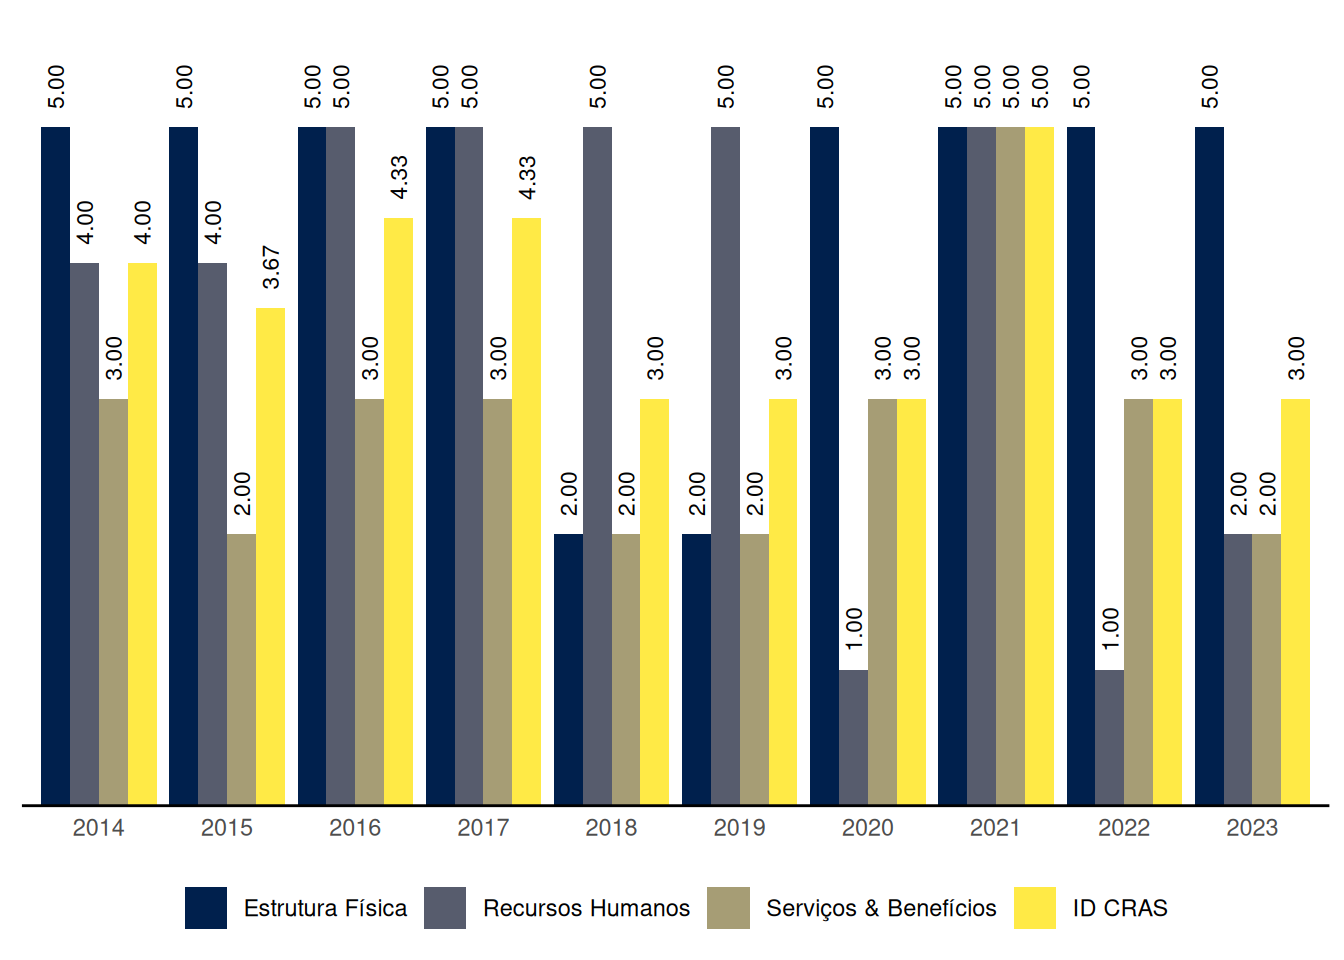 5.00 4.00 3.00 4.00 5.00 4.00 2.00 3.67 5.00 5.00 3.00 4.33 5.00 5.00 3.00 4.33 2.00 5.00 2.00 3.00 2.00 5.00 2.00 3.00 5.00 1.00 3.00 3.00 5.00 5.00 5.00 5.00 5.00 1.00 3.00 3.00 5.00 2.00 2.00 3.00
2014 2015 2016 2017 2018 2019 2020 2021 2022 2023
Estrutura Física Recursos Humanos Serviços & Benefícios ID CRAS